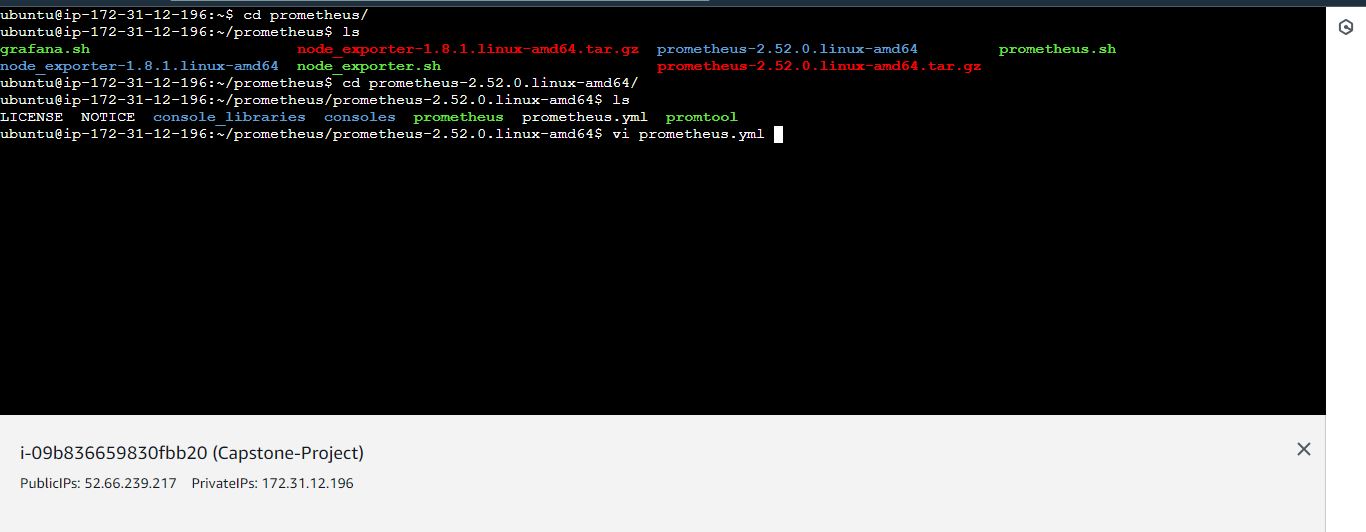 ubuntu@ip-172-31-12-196:~$ cd prometheus/
ubuntu@ip-172-31-12-196:~/prometheus$ ls
grafana.sh node_exporter-1.8.1.linux-amd64.tar.gz prometheus-2.52.0.linux-amd64 prometheus.sh
node_exporter-1.8.1.linux-amd64 node_exporter.sh prometheus-2.52.0.linux-amd64.tar.gz
ubuntu@ip-172-31-12-196:~/prometheus$ cd prometheus-2.52.0.linux-amd64/
ubuntu@ip-172-31-12-196:~/prometheus/prometheus-2.52.0.linux-amd64$ ls
LICENSE NOTICE console_libraries consoles prometheus prometheus.yml promtool
ubuntu@ip-172-31-12-196:~/prometheus/prometheus-2.52.0.linux-amd64$ vi prometheus.yml
i-09b836659830fbb20 (Capstone-Project)
PublicIPs: 52.66.239.217 PrivateIPs: 172.31.12.196